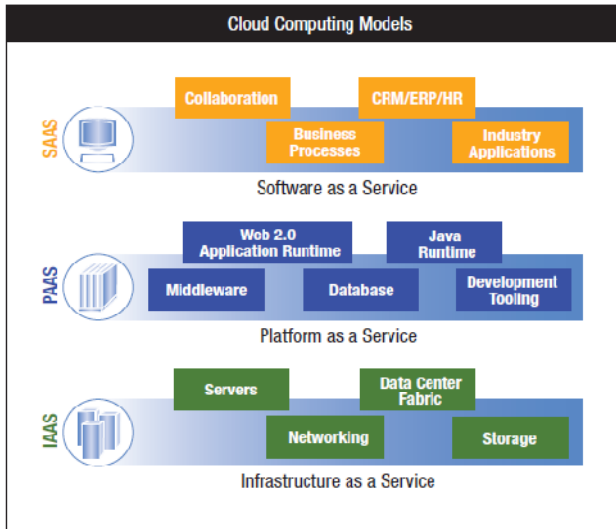 Cloud Computing Models
SAAS
Collaboration
CRM/ERP/HR
Business
Processes
Industry
Applications
Software as a Service
PAAS
Wob 2.0
Application Runtime
Java
Runtime
Middleware
Database
Development
Tooling
Platform as a Service
IAAS
Servers
Data Center
Fabric
Networking
Storage
Infrastructure as a Service